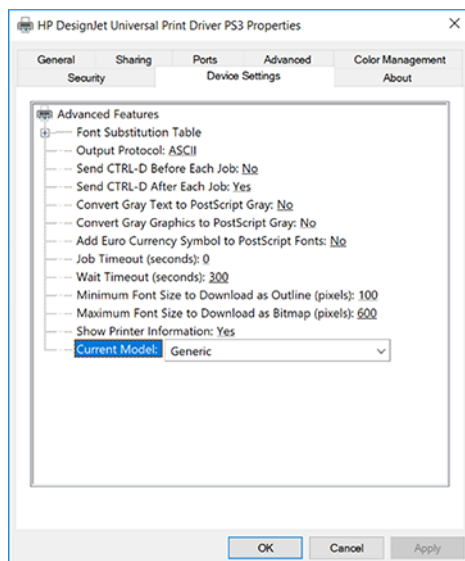 HP DesignJet Universal Print Driver PS3 Properties
General Sharing Ports Advanced Color Management
Security Device Settings About
Advanced Features
Font Substitution Table
Output Protocol: ASCII
Send CTRL-D Before Each Job: No
Send CTRL-D After Each Job: Yes
Convert Gray Text to PostScript Gray: No
Convert Gray Graphics to PostScript Gray: No
Add Euro Currency Symbol to PostScript Fonts: No
Job Timeout (seconds): 0
Wait Timeout (seconds): 300
Minimum Font Size to Download as Outline (pixels): 100
Maximum Font Size to Download as Bitmap (pixels): 600
Show Printer Information: Yes
Current Model: Generic
OK Cancel Apply